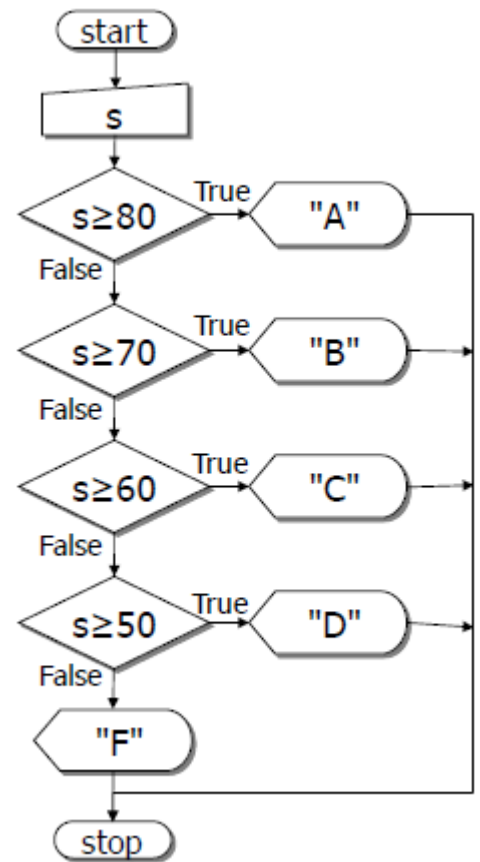 start
s
s≥80
True
"A"
False
s≥70
True
"B"
False
s≥60
True
"C"
False
s≥50
True
"D"
False
"F"
stop